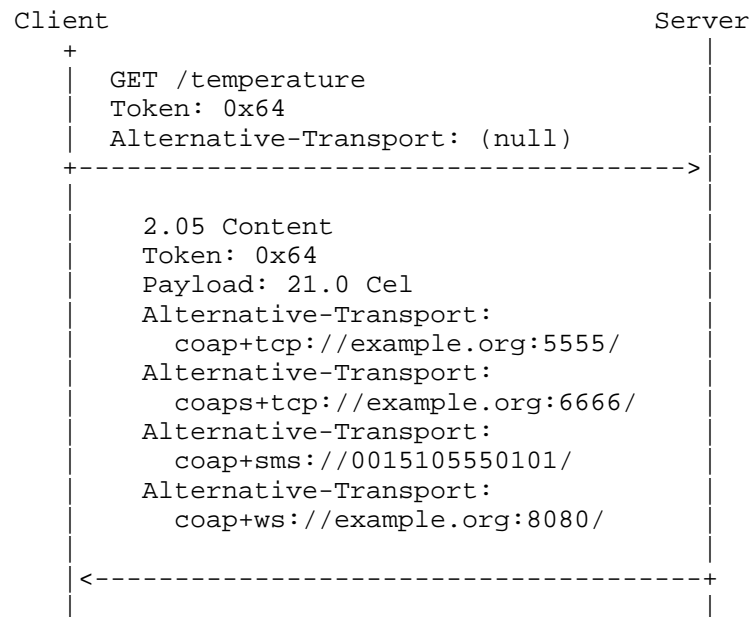 Client Server
GET /temperature
Token: 0x64
Alternative-Transport: (null)
2.05 Content
Token: 0x64
Payload: 21.0 Cel
Alternative-Transport:
coap+tcp://example.org:5555/
Alternative-Transport:
coaps+tcp://example.org:6666/
Alternative-Transport:
coap+sms://0015105550101/
Alternative-Transport:
coap+ws://example.org:8080/